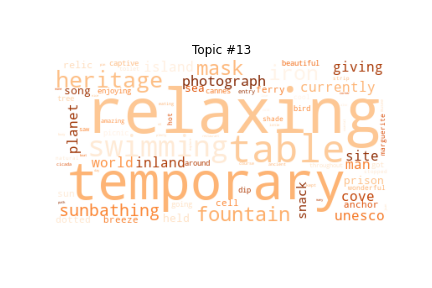 Topic #13
relic captive island mask beautiful giving
heritage photograph iron currently
song enjoying sea cannes entry ferry
tree bird
planet amazing hot relaxing shade marguerite
swimming table
world inland around site man
temporary dip prison
wonderful
cove
sunbathing held cell fountain snack anchor
breeze unesco